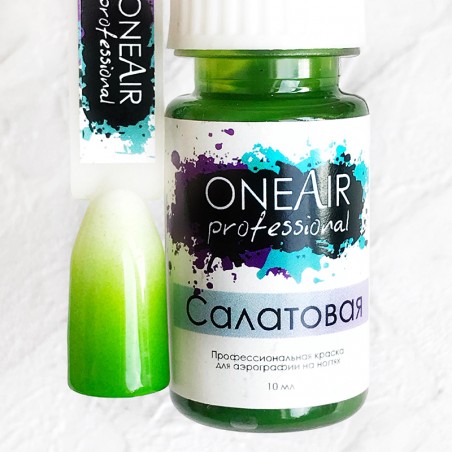 ONEAIR
professional
ONEAIR
professional
Салатовая
Профессиональная краска
для аэрографии на ногтях
10 мл